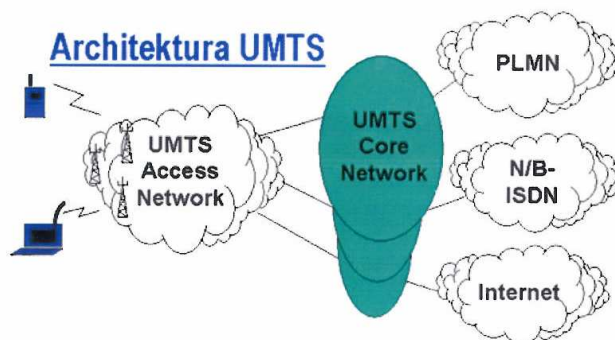 Architektura UMTS
UMTS
Access
Network
UMTS
Core
Network
PLMN
N/B-
ISDN
Internet